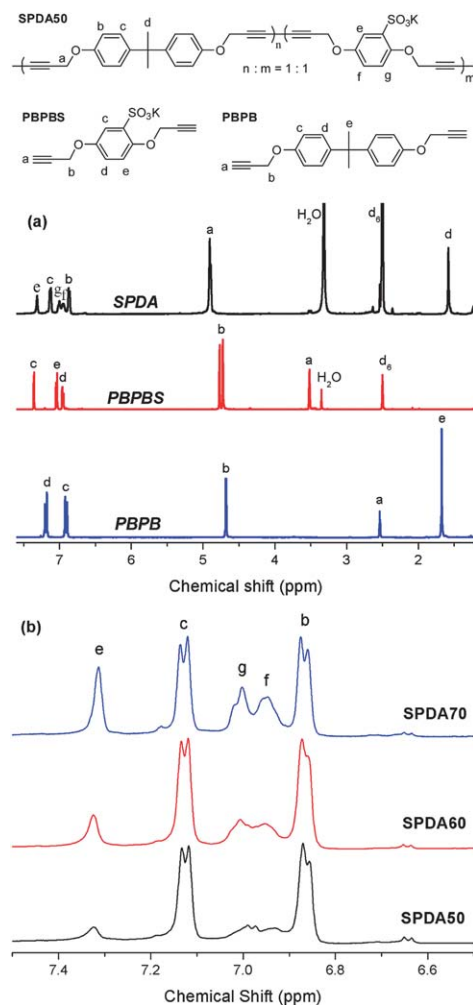 SPDA50
a b c d n e SO₃K f g m
n : m = 1 : 1
PBPBS
SO₃K
a b c d e
PBPB
a b c d e
(a)
e c g f b a H₂O d₆ d
SPDA
c e d b a H₂O d₆
PBPBS
d c b a e
PBPB
7 6 5 4 3 2
Chemical shift (ppm)
(b)
e c g f b
SPDA70
SPDA60
SPDA50
7.4 7.2 7.0 6.8 6.6
Chemical Shift (ppm)